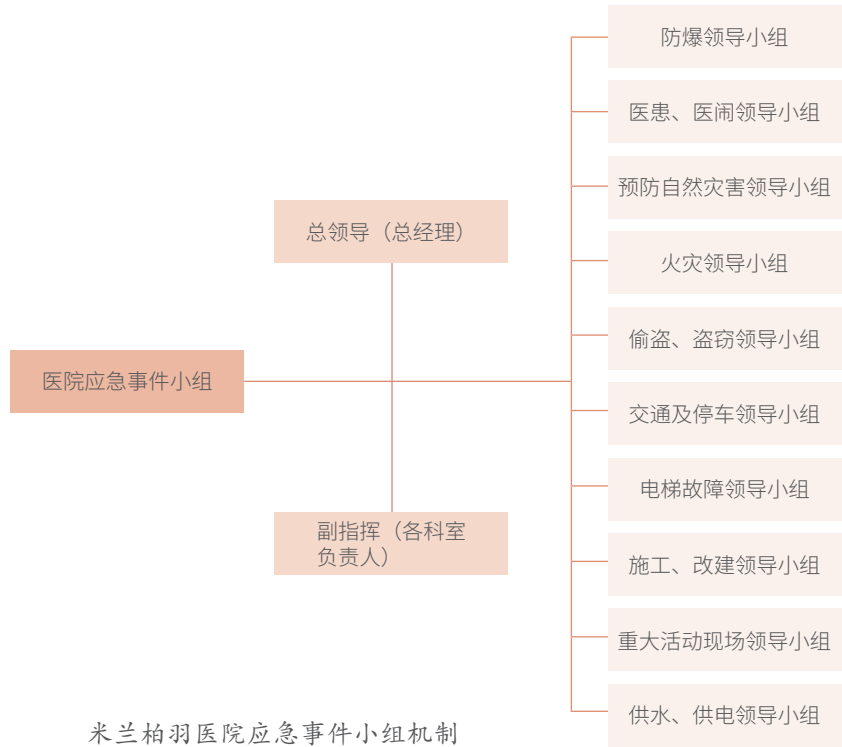 防爆领导小组
医患、医闹领导小组
预防自然灾害领导小组
总领导（总经理）
火灾领导小组
偷盗、盗窃领导小组
医院应急事件小组
交通及停车领导小组
电梯故障领导小组
副指挥（各科室
负责人）
施工、改建领导小组
重大活动现场领导小组
供水、供电领导小组
米兰柏羽医院应急事件小组机制